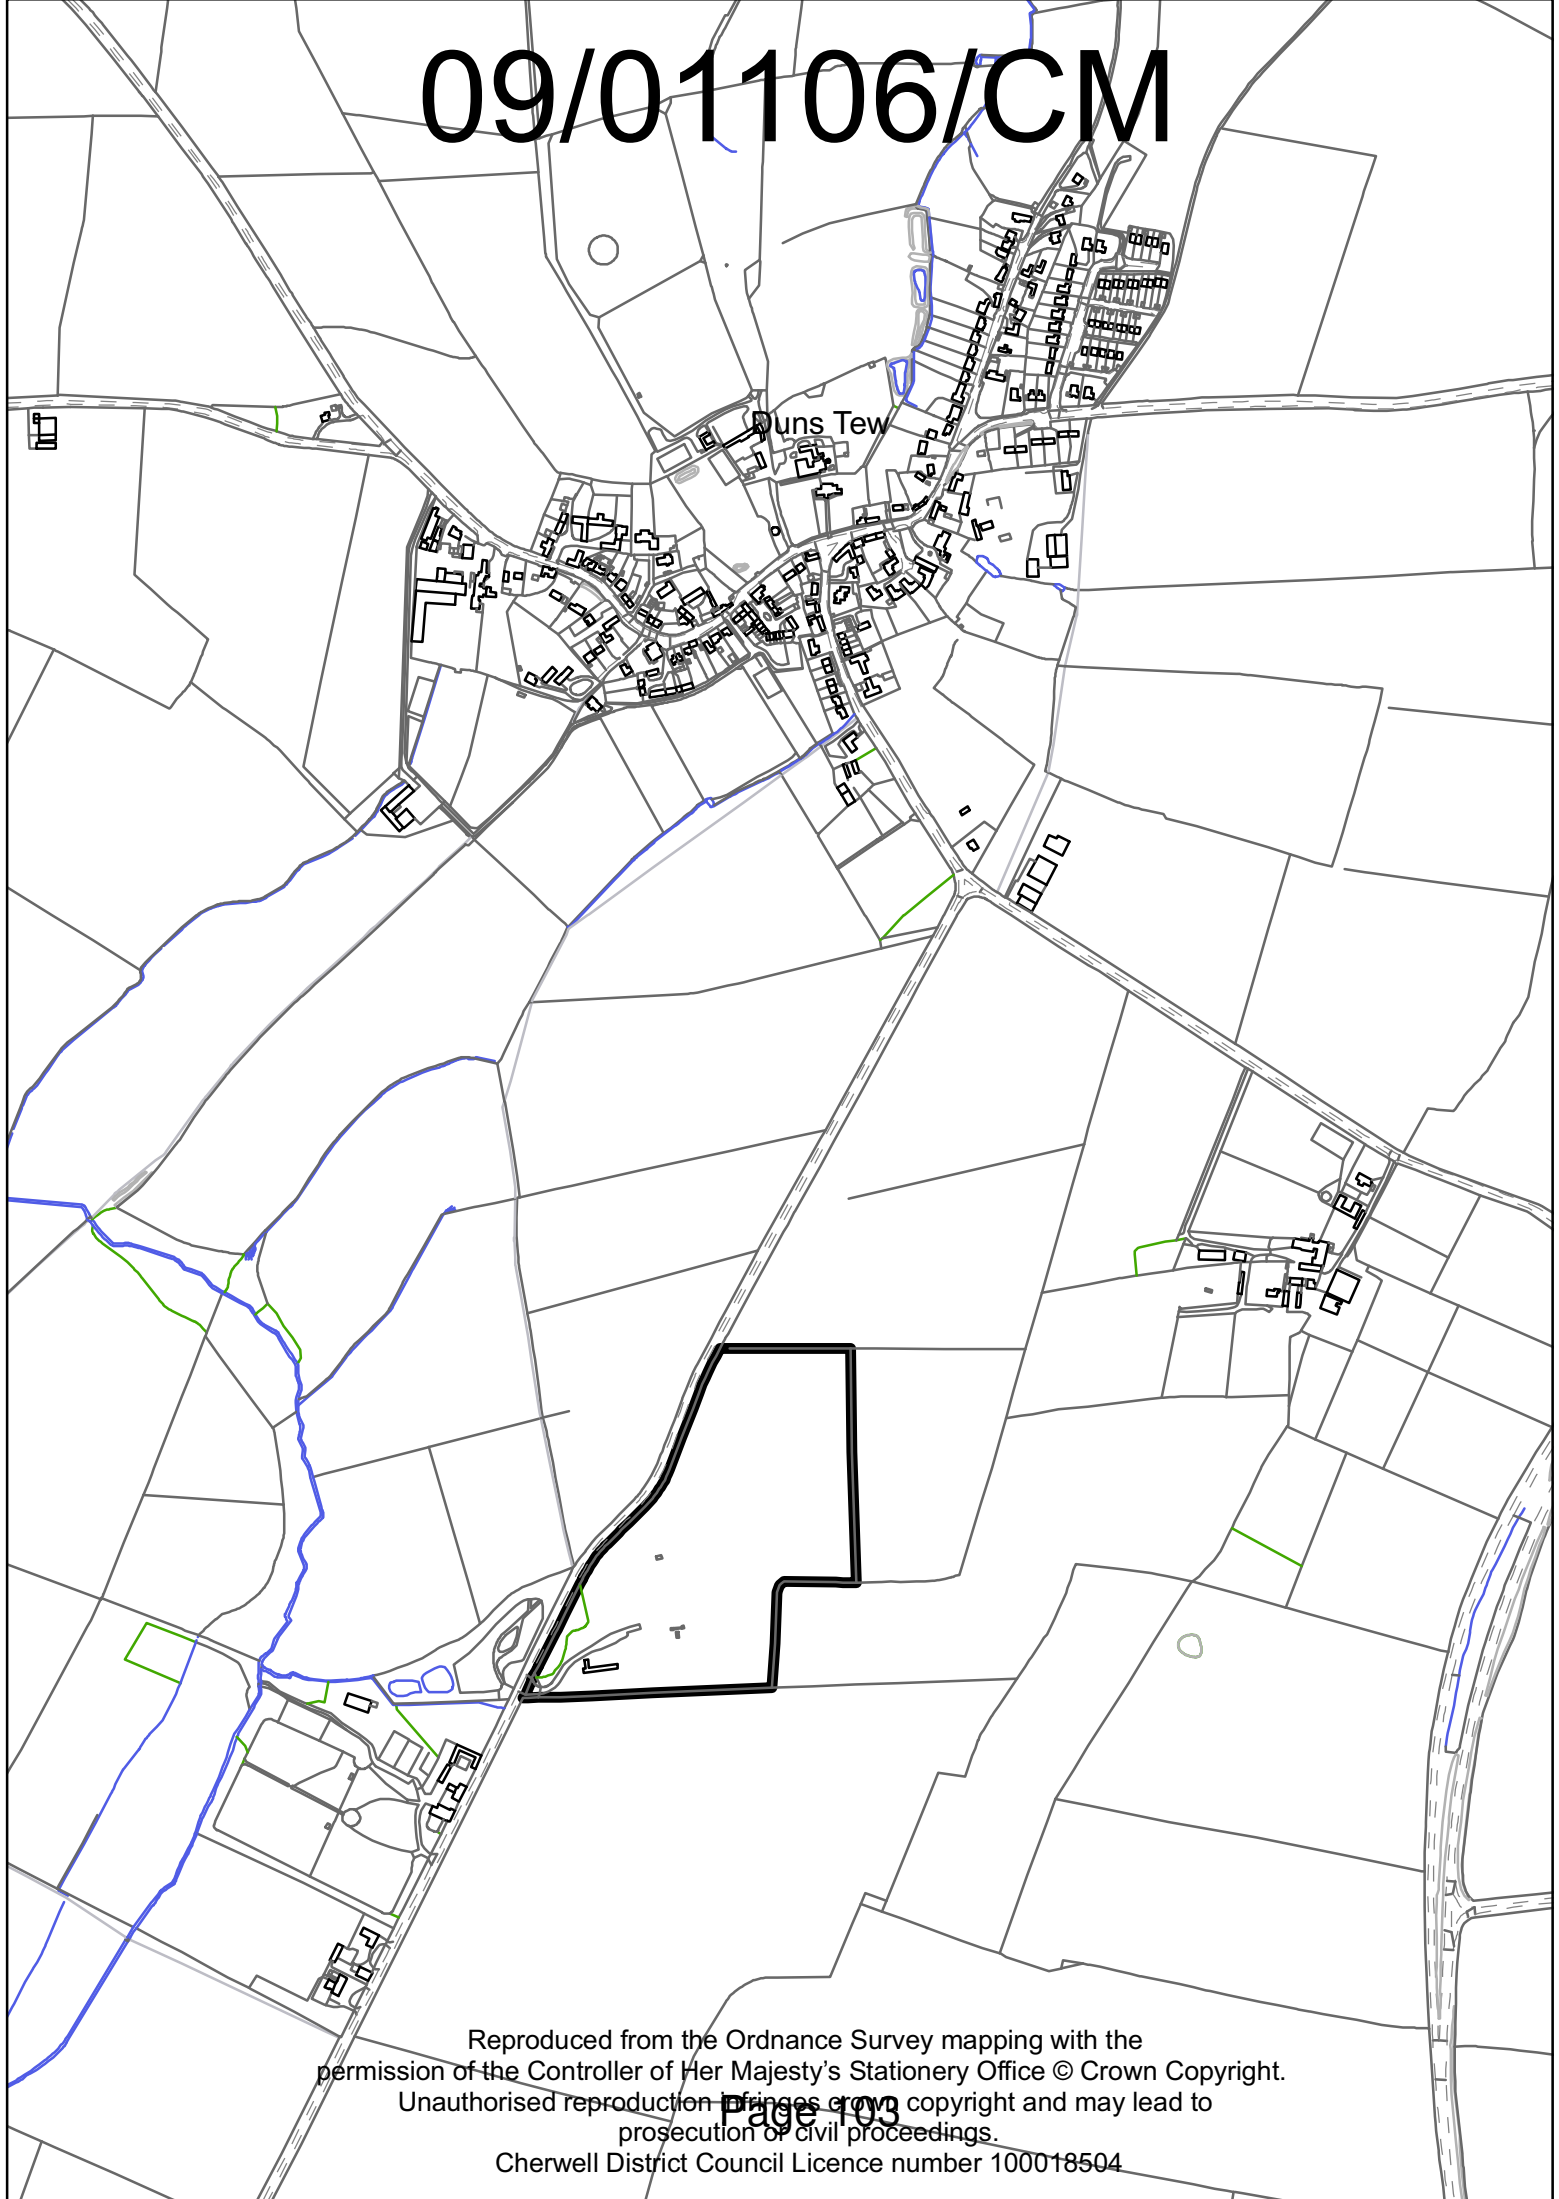 09/01106/CM
Duns Tew
Reproduced from the Ordnance Survey mapping with the
permission of the Controller of Her Majesty's Stationery Office © Crown Copyright.
Unauthorised reproduction infringes crown copyright and may lead to
Page 103
prosecution or civil proceedings.
Cherwell District Council Licence number 100018504